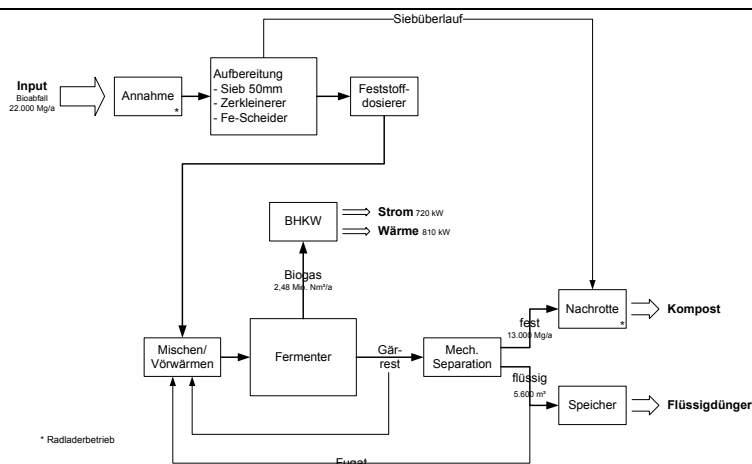 Siebüberlauf
Input
Bioabfall
22.000 Mg/a
Annahme
*
Aufbereitung
- Sieb 50mm
- Zerkleinerer
- Fe-Scheider
Feststoff-
dosierer
BHKW
Strom 720 kW
Wärme 810 kW
Biogas
2,48 Mio. Nm³/a
Mischen/
Vörwärmen
Fermenter
Gär-
rest
Mech.
Separation
fest
13.000 Mg/a
flüssig
5.600 m³
Nachrotte
*
Kompost
Speicher
Flüssigdünger
* Radladerbetrieb
Fugat